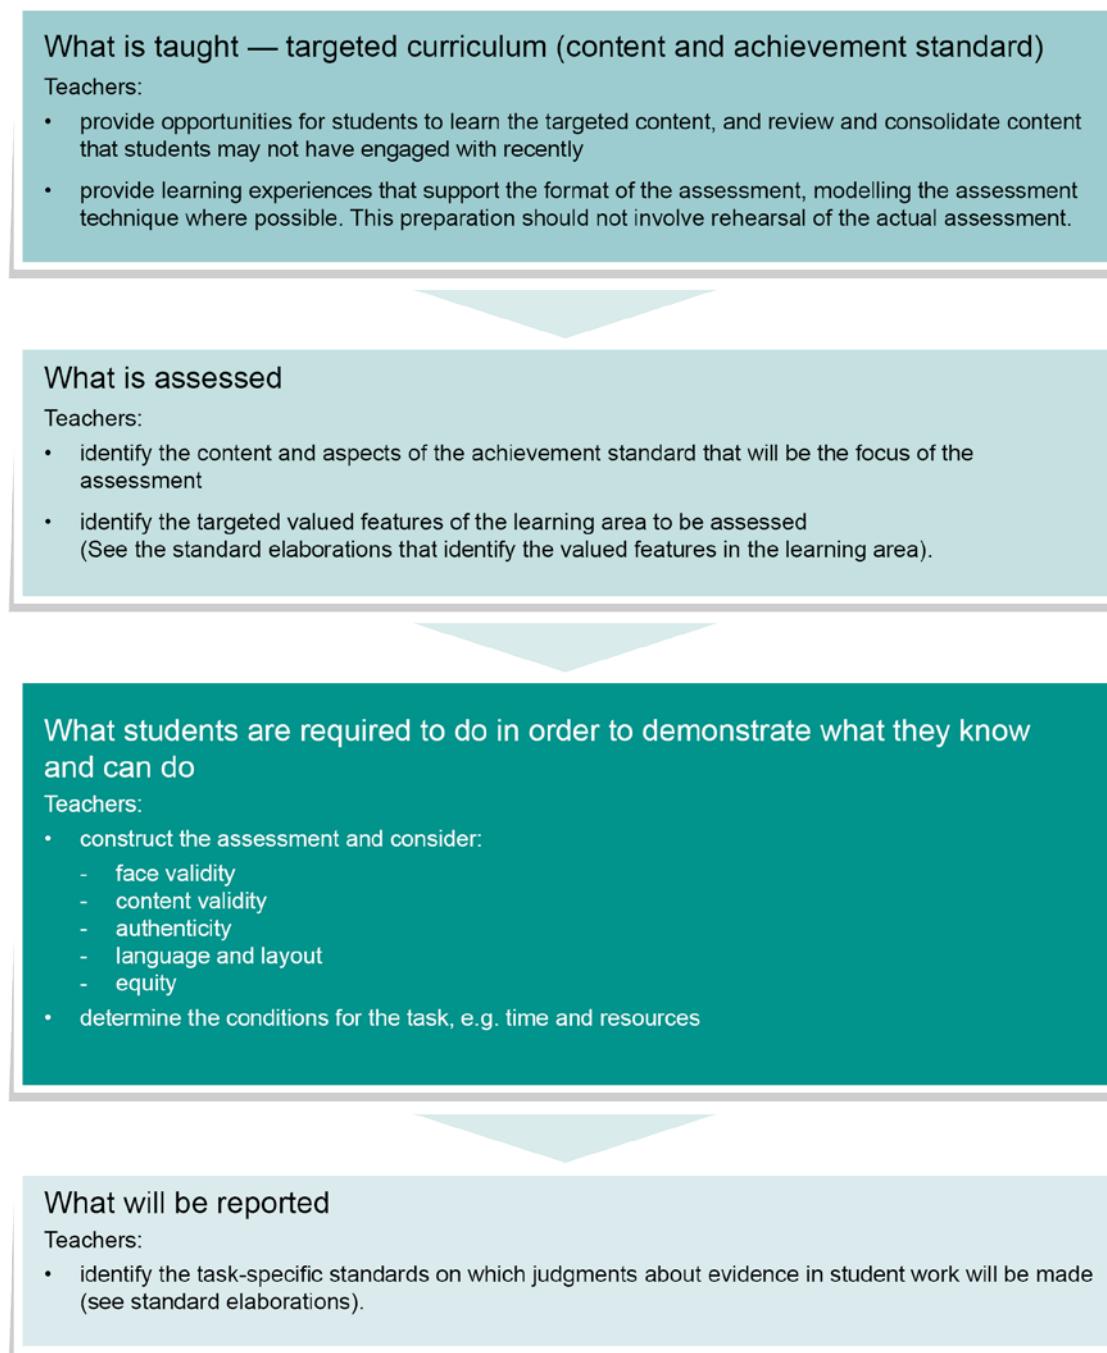 What is taught — targeted curriculum (content and achievement standard)
Teachers:
• provide opportunities for students to learn the targeted content, and review and consolidate content
that students may not have engaged with recently
• provide learning experiences that support the format of the assessment, modelling the assessment
technique where possible. This preparation should not involve rehearsal of the actual assessment.
What is assessed
Teachers:
• identify the content and aspects of the achievement standard that will be the focus of the
assessment
• identify the targeted valued features of the learning area to be assessed
(See the standard elaborations that identify the valued features in the learning area).
What students are required to do in order to demonstrate what they know
and can do
Teachers:
• construct the assessment and consider:
- face validity
- content validity
- authenticity
- language and layout
- equity
• determine the conditions for the task, e.g. time and resources
What will be reported
Teachers:
• identify the task-specific standards on which judgments about evidence in student work will be made
(see standard elaborations).